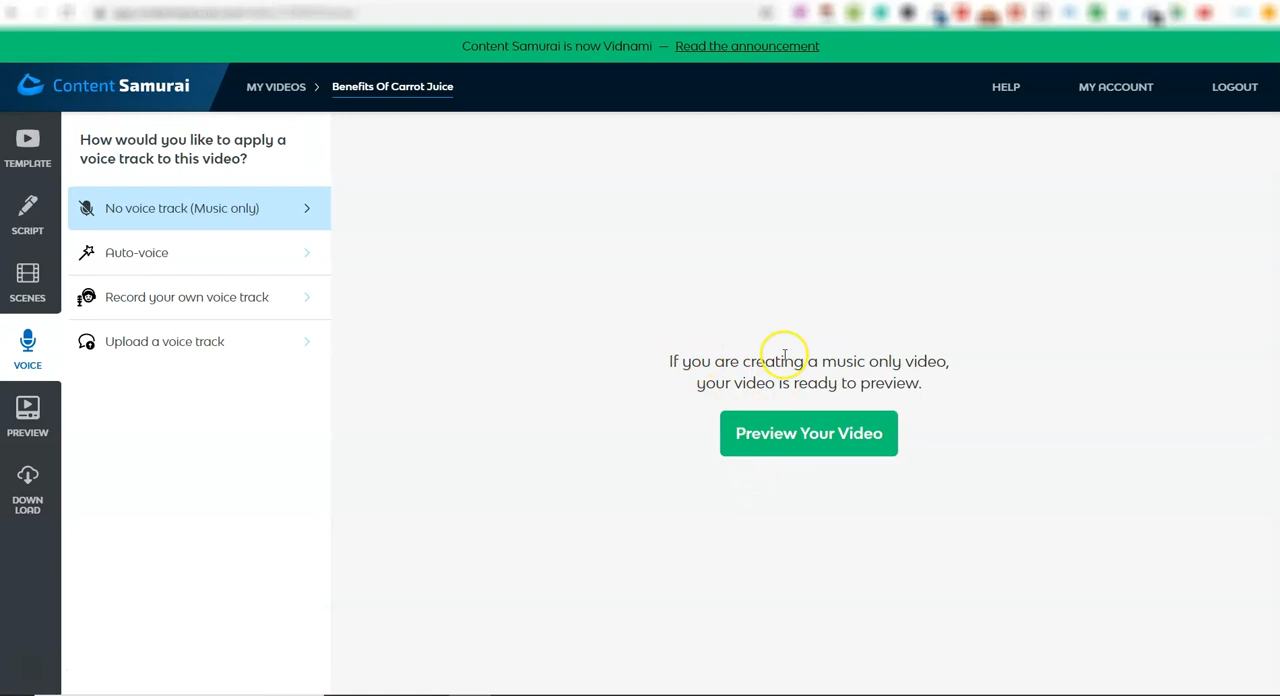 Content Samurai is now Vidnami — Read the announcement
Content Samurai
MY VIDEOS > Benefits Of Carrot Juice
HELP
MY ACCOUNT
LOGOUT
TEMPLATE
SCRIPT
SCENES
VOICE
PREVIEW
DOWN
LOAD
How would you like to apply a
voice track to this video?
No voice track (Music only)
Auto-voice
Record your own voice track
Upload a voice track
If you are creating a music only video,
your video is ready to preview.
Preview Your Video